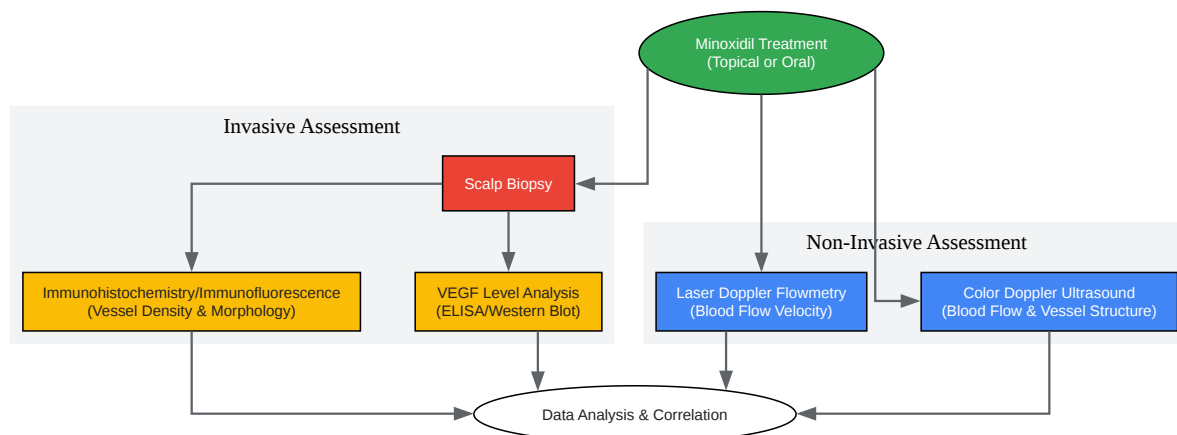 Minoxidil Treatment
(Topical or Oral)
Invasive Assessment
Scalp Biopsy
Non-Invasive Assessment
Immunohistochemistry/Immunofluorescence
(Vessel Density & Morphology)
VEGF Level Analysis
(ELISA/Western Blot)
Laser Doppler Flowmetry
(Blood Flow Velocity)
Color Doppler Ultrasound
(Blood Flow & Vessel Structure)
Data Analysis & Correlation